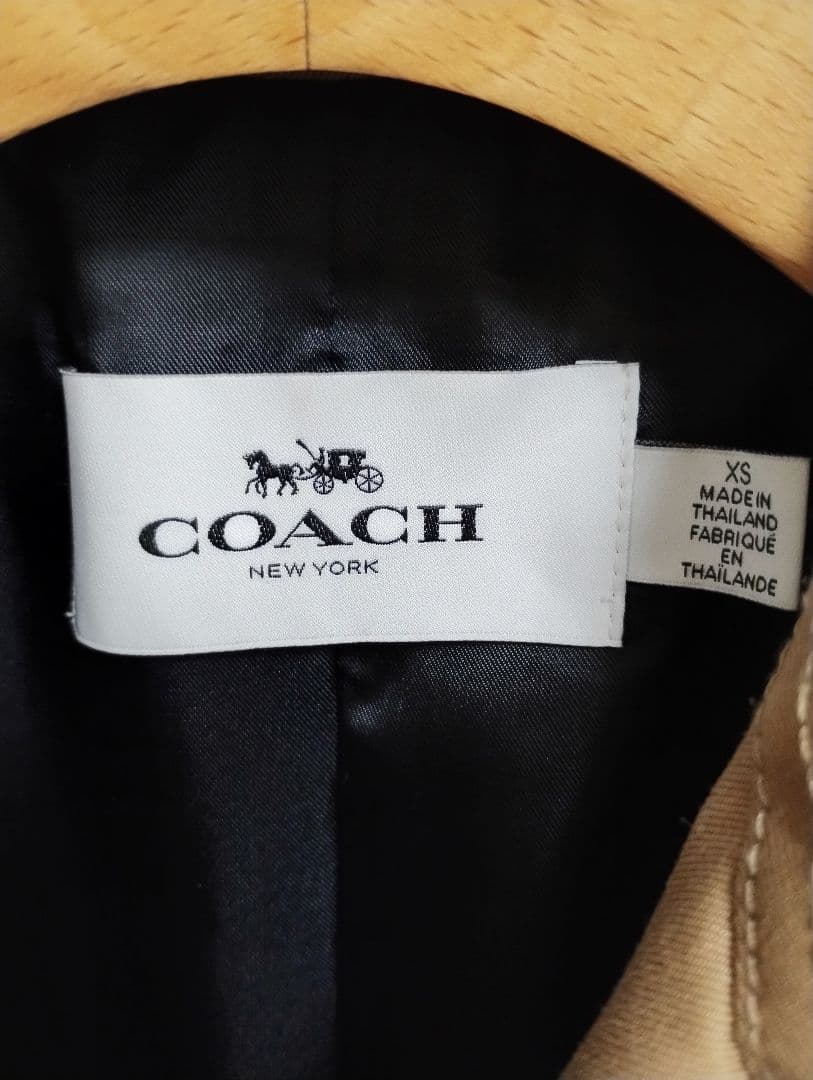 COACH
NEW YORK
XS
MADE IN
THAILAND
FABRIQUÉ
EN
THAÏLANDE